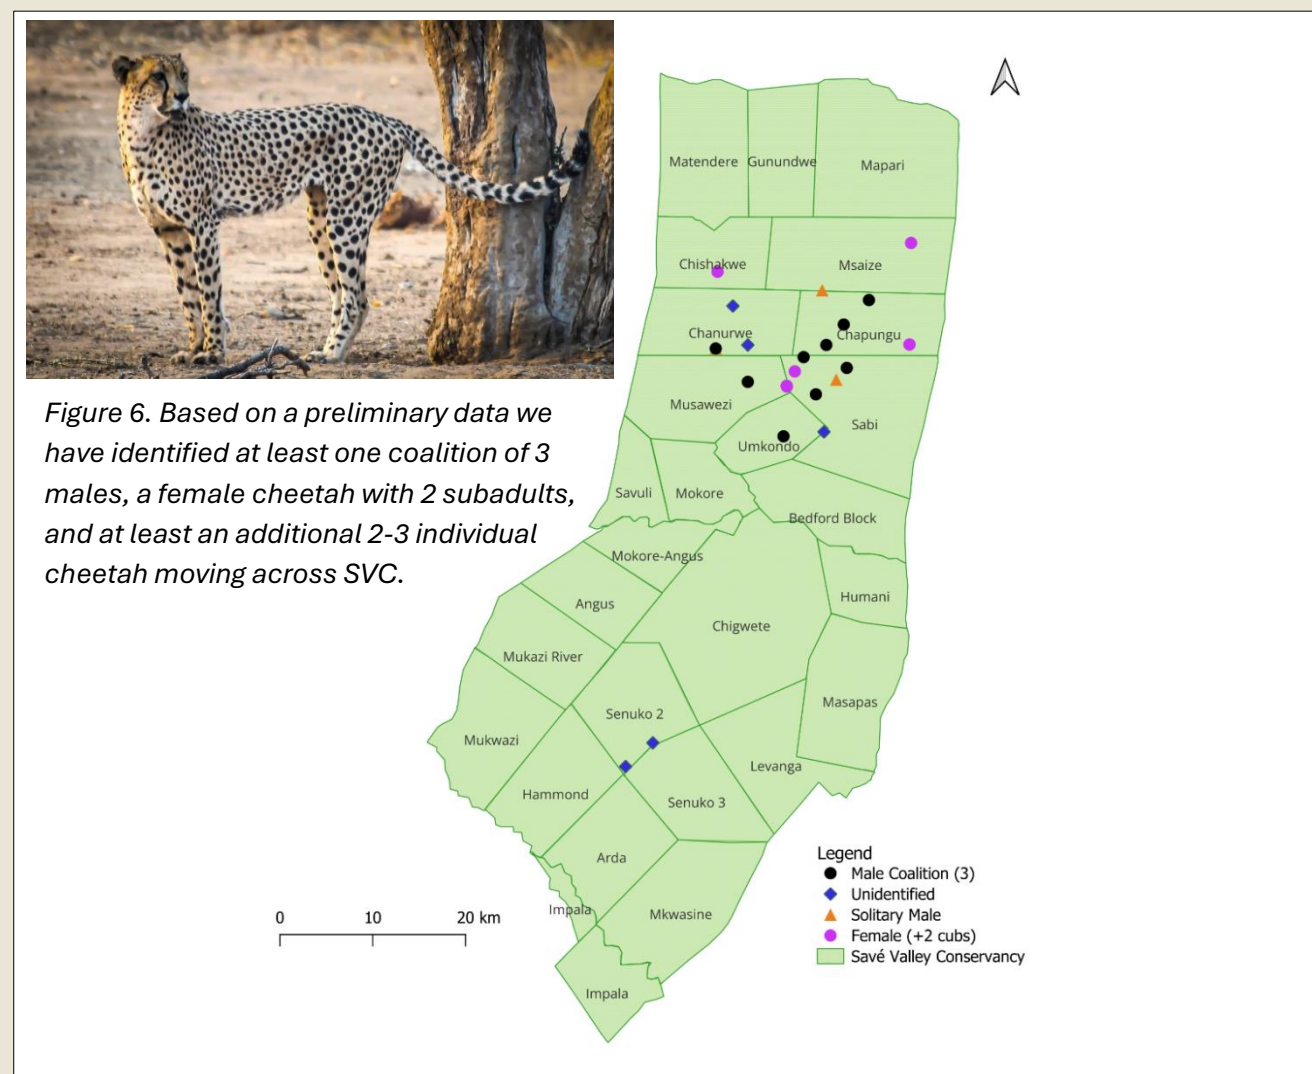 Figure 6. Based on a preliminary data we
have identified at least one coalition of 3
males, a female cheetah with 2 subadults,
and at least an additional 2-3 individual
cheetah moving across SVC.
Matendere
Gunundwe
Mapari
Chishakwe
Msaize
Chanurwe
Chapungu
Musawezi
Sabi
Umkondo
Savuli
Mokore
Bedford Block
Mokore-Angus
Angus
Humani
Chigwete
Mukazi River
Masapas
Senuko 2
Mukwazi
Levanga
Hammond
Senuko 3
Arda
Impala
Mkwasine
Impala
0 10 20 km
Legend
Male Coalition (3)
Unidentified
Solitary Male
Female (+2 cubs)
Savé Valley Conservancy